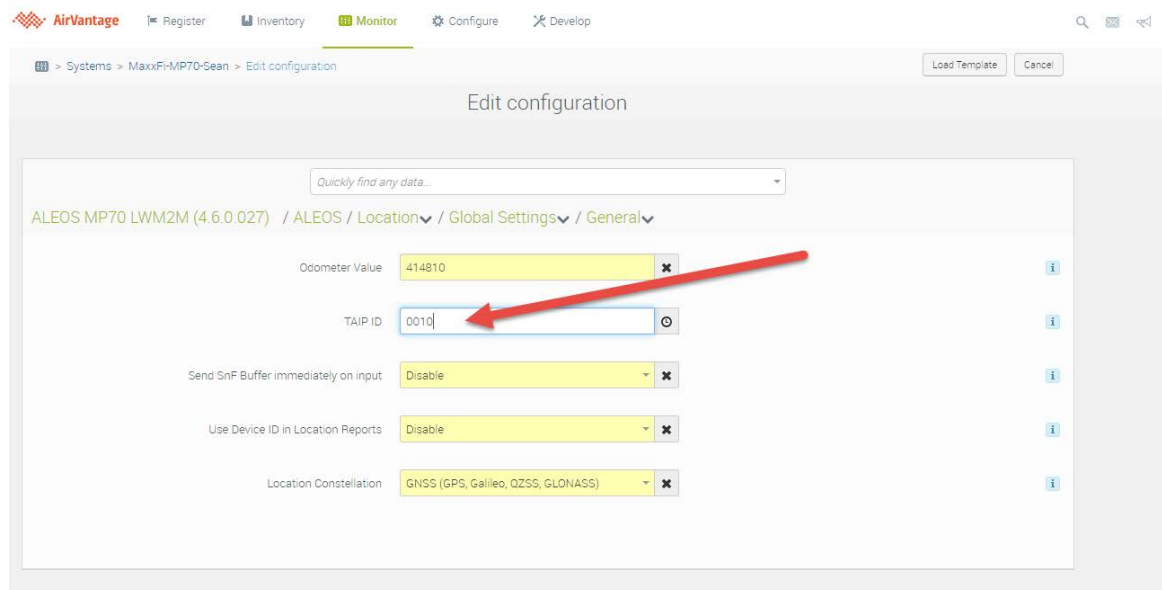 AirVantage Register Inventory Monitor Configure Develop
> Systems > MaxxFi-MP70-Sean > Edit configuration Load Template Cancel
Edit configuration
Quickly find any data...
ALEOS MP70 LWM2M (4.6.0.027) / ALEOS / Location / Global Settings / General
Odometer Value 414810
TAIP ID 0010
Send SnF Buffer immediately on input Disable
Use Device ID in Location Reports Disable
Location Constellation GNSS (GPS, Galileo, QZSS, GLONASS)